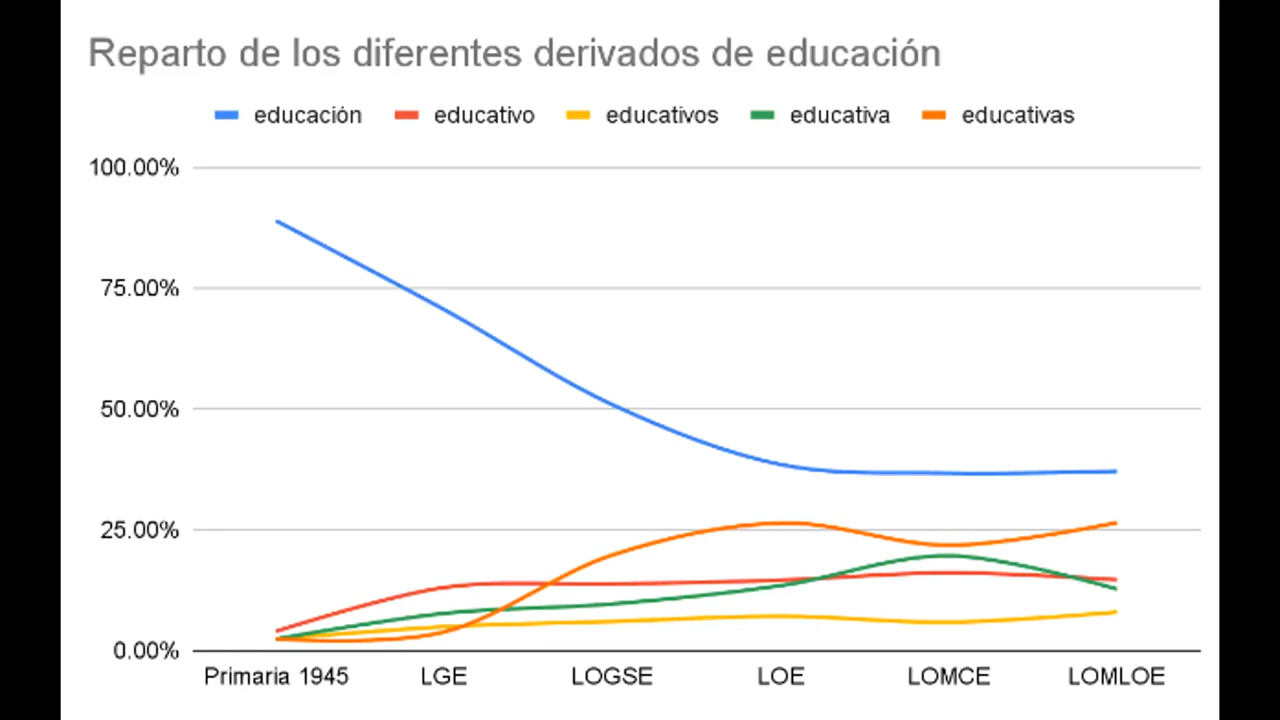 Reparto de los diferentes derivados de educación
educación educativo educativos educativa educativas
100.00%
75.00%
50.00%
25.00%
0.00%
Primaria 1945 LGE LOGSE LOE LOMCE LOMLOE